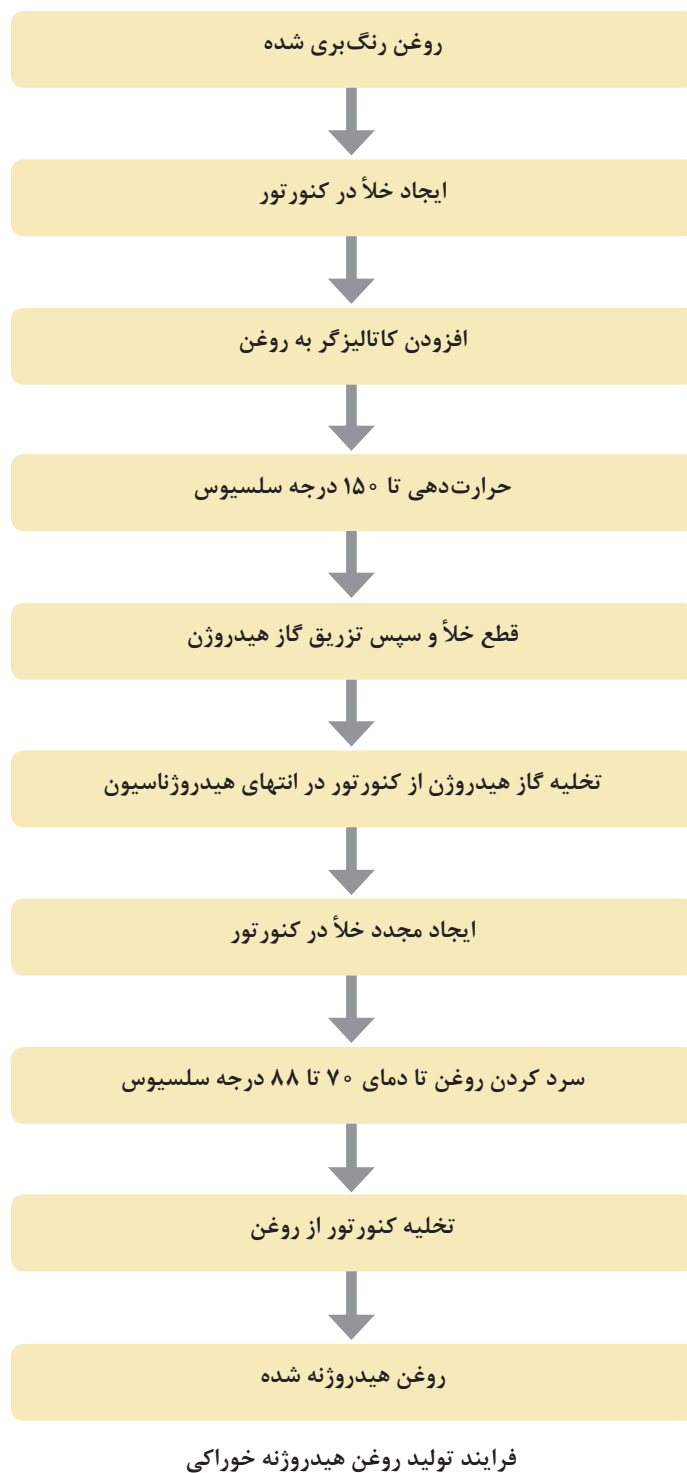 روغن رنگ‌بری شده
ایجاد خلأ در کنورتور
افزودن کاتالیزگر به روغن
حرارت‌دهی تا ۱۵۰ درجه سلسیوس
قطع خلأ و سپس تزریق گاز هیدروژن
تخلیه گاز هیدروژن از کنورتور در انتهای هیدروژناسیون
ایجاد مجدد خلأ در کنورتور
سرد کردن روغن تا دمای ۷۰ تا ۸۸ درجه سلسیوس
تخلیه کنورتور از روغن
روغن هیدروژنه شده
فرایند تولید روغن هیدروژنه خوراکی